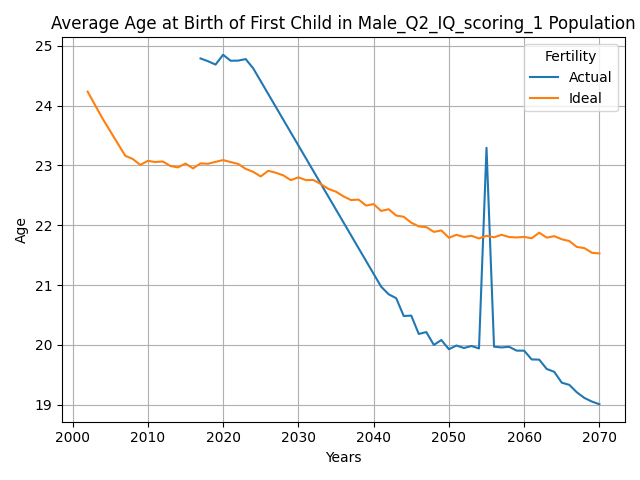 Average Age at Birth of First Child in Male_Q2_IQ_scoring_1 Population
Fertility
Actual
Ideal
Age
25
24
23
22
21
20
19
2000 2010 2020 2030 2040 2050 2060 2070
Years